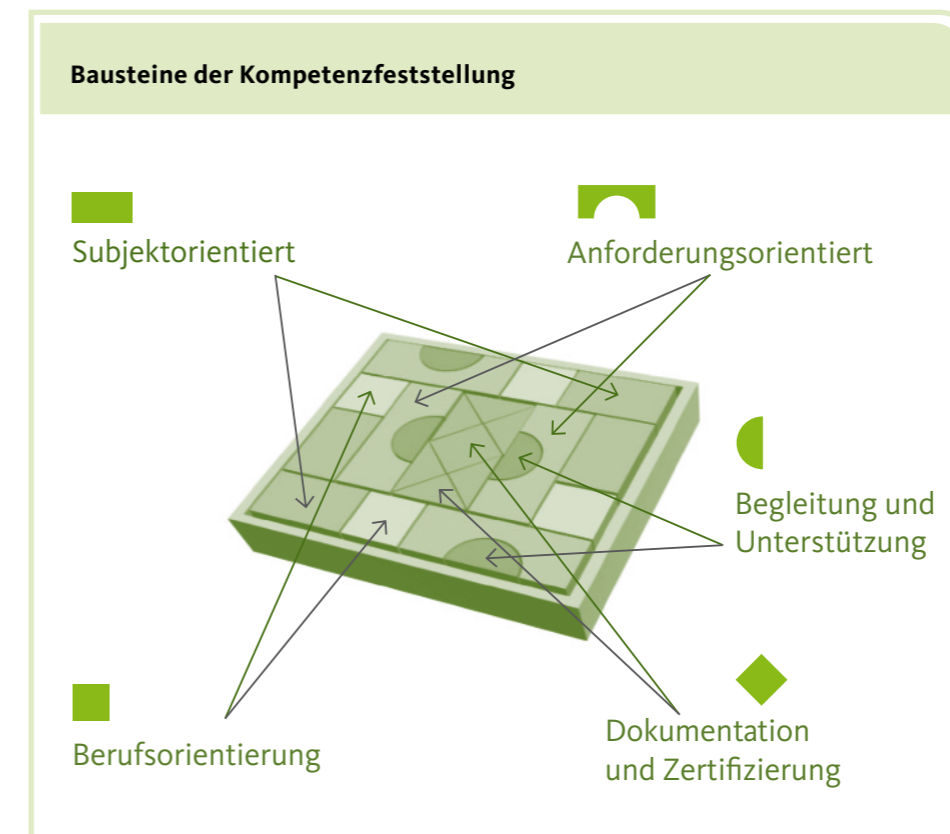 Bausteine der Kompetenzfeststellung
Subjektorientiert
Anforderungsorientiert
Begleitung und
Unterstützung
Berufsorientierung
Dokumentation
und Zertifizierung